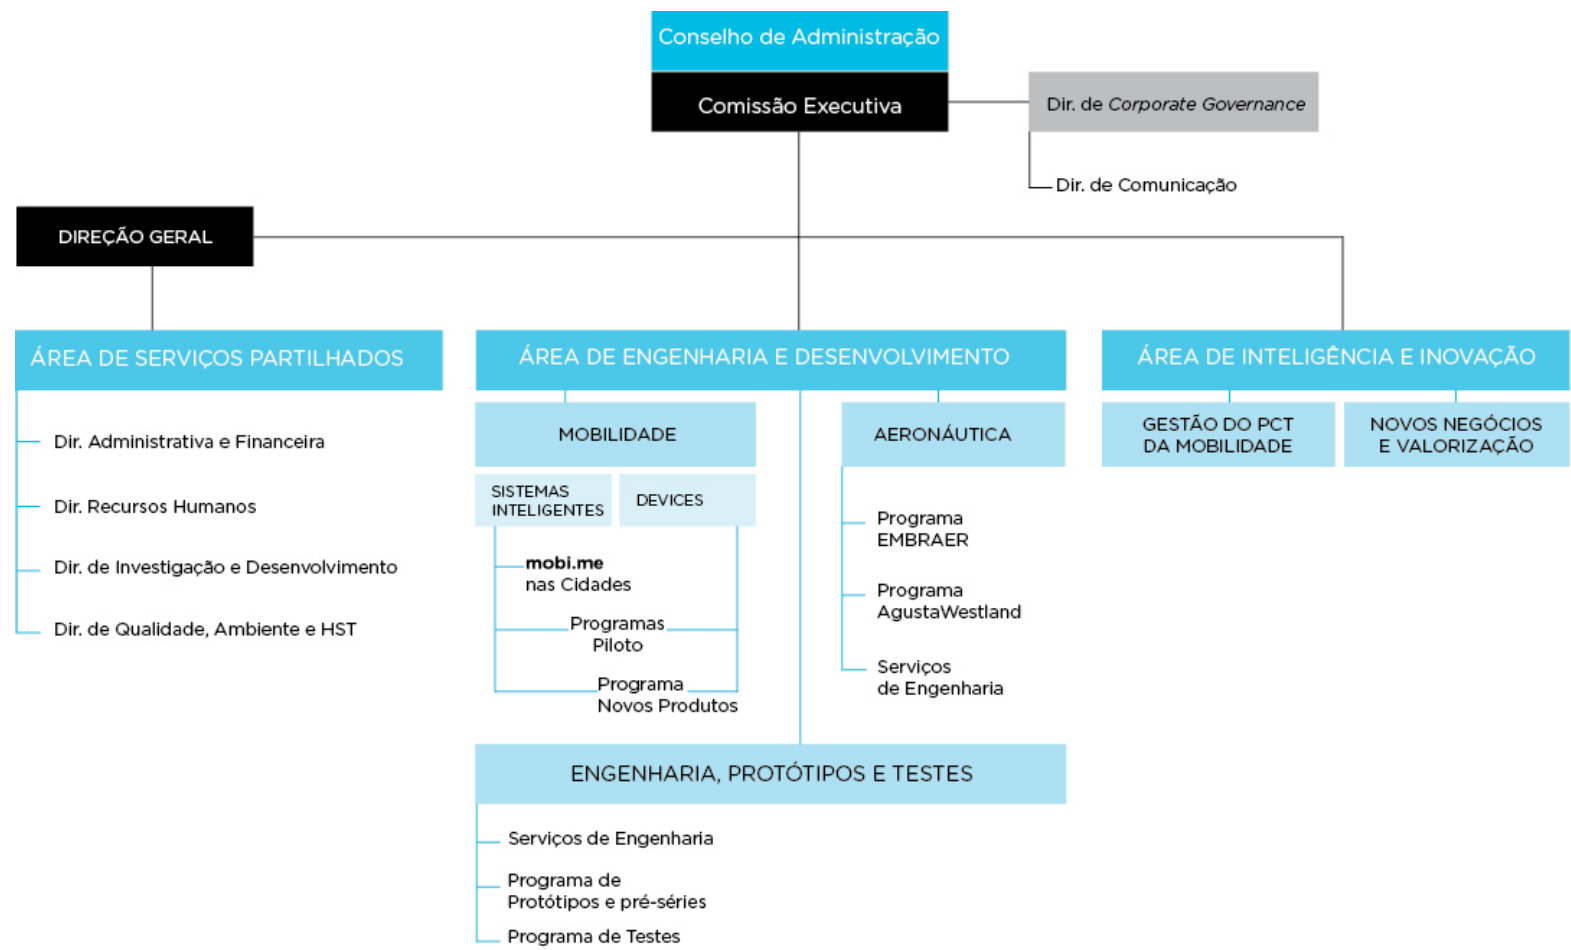 Conselho de Administração
Comissão Executiva
Dir. de Corporate Governance
Dir. de Comunicação
DIREÇÃO GERAL
ÁREA DE SERVIÇOS PARTILHADOS
Dir. Administrativa e Financeira
Dir. Recursos Humanos
Dir. de Investigação e Desenvolvimento
Dir. de Qualidade, Ambiente e HST
ÁREA DE ENGENHARIA E DESENVOLVIMENTO
MOBILIDADE
SISTEMAS
INTELIGENTES
DEVICES
mobi.me
nas Cidades
Programas
Piloto
Programa
Novos Produtos
AERONÁUTICA
Programa
EMBRAER
Programa
AgustaWestland
Serviços
de Engenharia
ENGENHARIA, PROTÓTIPOS E TESTES
Serviços de Engenharia
Programa de
Protótipos e pré-séries
Programa de Testes
ÁREA DE INTELIGÊNCIA E INOVAÇÃO
GESTÃO DO PCT
DA MOBILIDADE
NOVOS NEGÓCIOS
E VALORIZAÇÃO